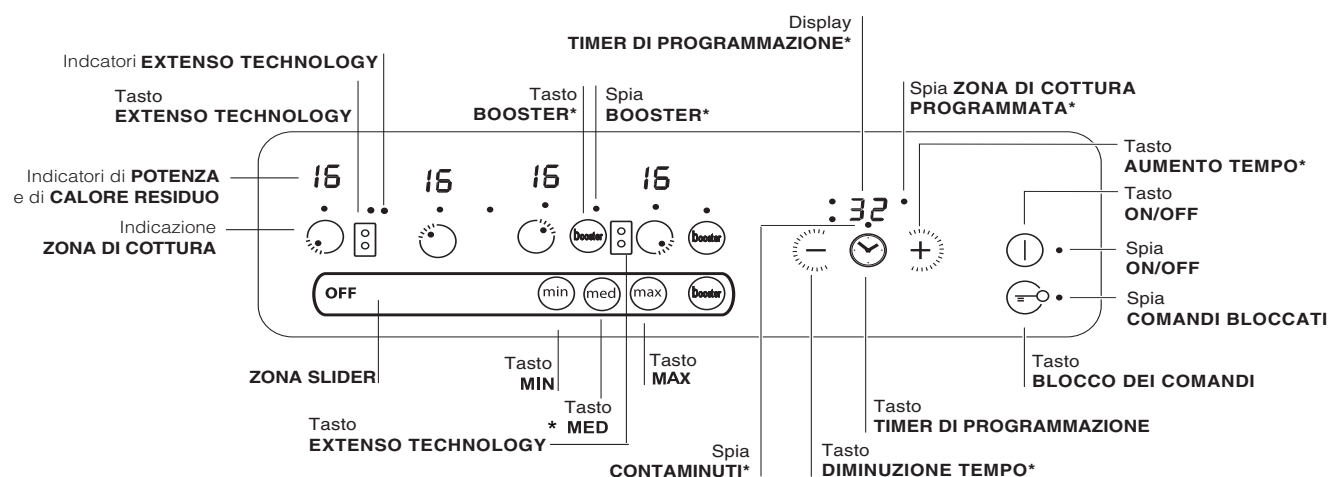 Display
TIMER DI PROGRAMMAZIONE*
Indcatori EXTENSO TECHNOLOGY
Tasto
EXTENSO TECHNOLOGY
Tasto
BOOSTER*
Spia
BOOSTER*
Spia ZONA DI COTTURA
PROGRAMMATA*
Tasto
AUMENTO TEMPO*
Indicatori di POTENZA
e di CALORE RESIDUO
16
16
16
16
32
Tasto
ON/OFF
Indicazione
ZONA DI COTTURA
booster
booster
Spia
ON/OFF
OFF
min
med
max
booster
Spia
COMANDI BLOCCATI
ZONA SLIDER
Tasto
MIN
Tasto
* MED
Tasto
MAX
Tasto
BLOCCO DEI COMANDI
Tasto
EXTENSO TECHNOLOGY
Tasto
TIMER DI PROGRAMMAZIONE
Spia
CONTAMINUTI*
Tasto
DIMINUZIONE TEMPO*